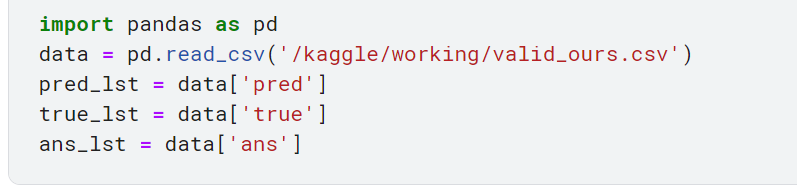 import pandas as pd
data = pd.read_csv('/kaggle/working/valid_ours.csv')
pred_lst = data['pred']
true_lst = data['true']
ans_lst = data['ans']